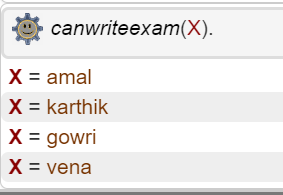 canwriteexam(X).
X = amal
X = karthik
X = gowri
X = vena